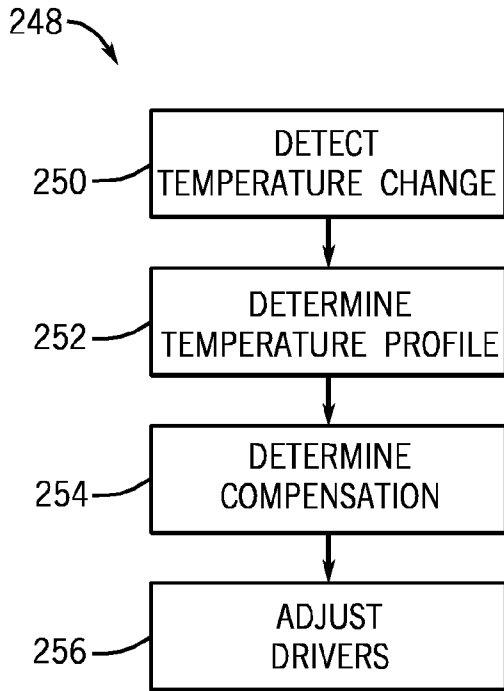 248
250
DETECT
TEMPERATURE CHANGE
252
DETERMINE
TEMPERATURE PROFILE
254
DETERMINE
COMPENSATION
256
ADJUST
DRIVERS